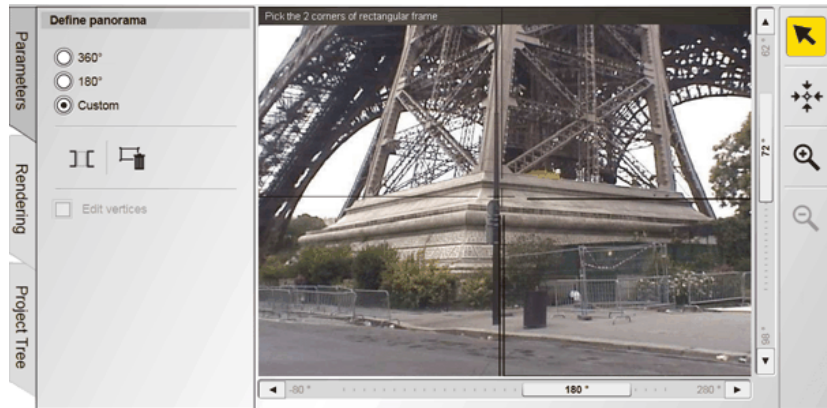 Define panorama
Pick the 2 corners of rectangular frame
Parameters
360°
180°
Custom
Edit vertices
Rendering
Project Tree
62 °
72 °
98 °
-80 °
180 °
280 °